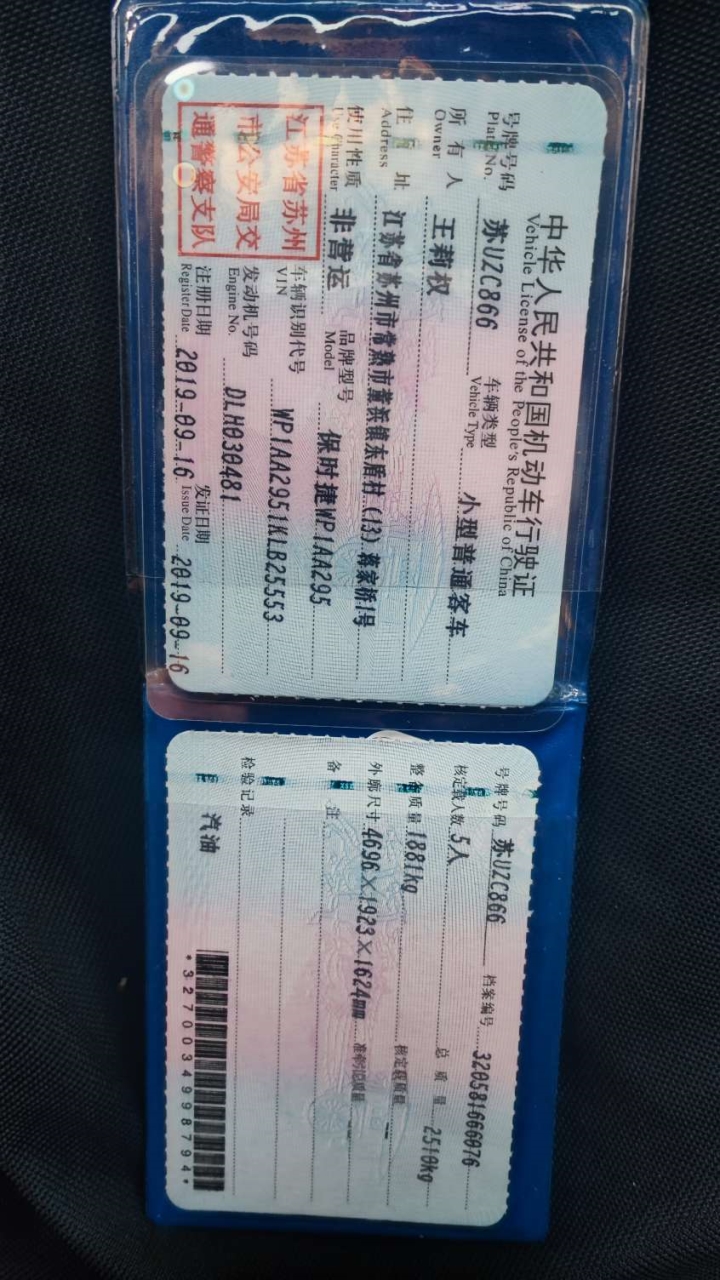 中华人民共和国机动车行驶证
Vehicle License of the People's Republic of China
号牌号码 苏UZC866 车辆类型 小型普通客车
Plate No. Vehicle Type
所有人 王莉权
Owner
住址 江苏省苏州市常熟市董浜镇东盾村(13)蒋家桥1号
Address
使用性质 非营运 品牌型号 保时捷WP1AA295
Use Character Model
江苏省苏州
市公安局交
通警察支队
车辆识别代号 WP1AA2951KLB25553
VIN
发动机号码 DLH030481
Engine No.
注册日期 2019-09-16 发证日期 2019-09-16
Register Date Issue Date
号牌号码 苏UZC866 档案编号 320581666076
核定载人数 5人 总质量 2510kg
整备质量 1881kg 核定载质量 --
外廓尺寸 4696×1923×1624mm 准牵引总质量 --
备注
检验记录
汽油
*3270034998794*